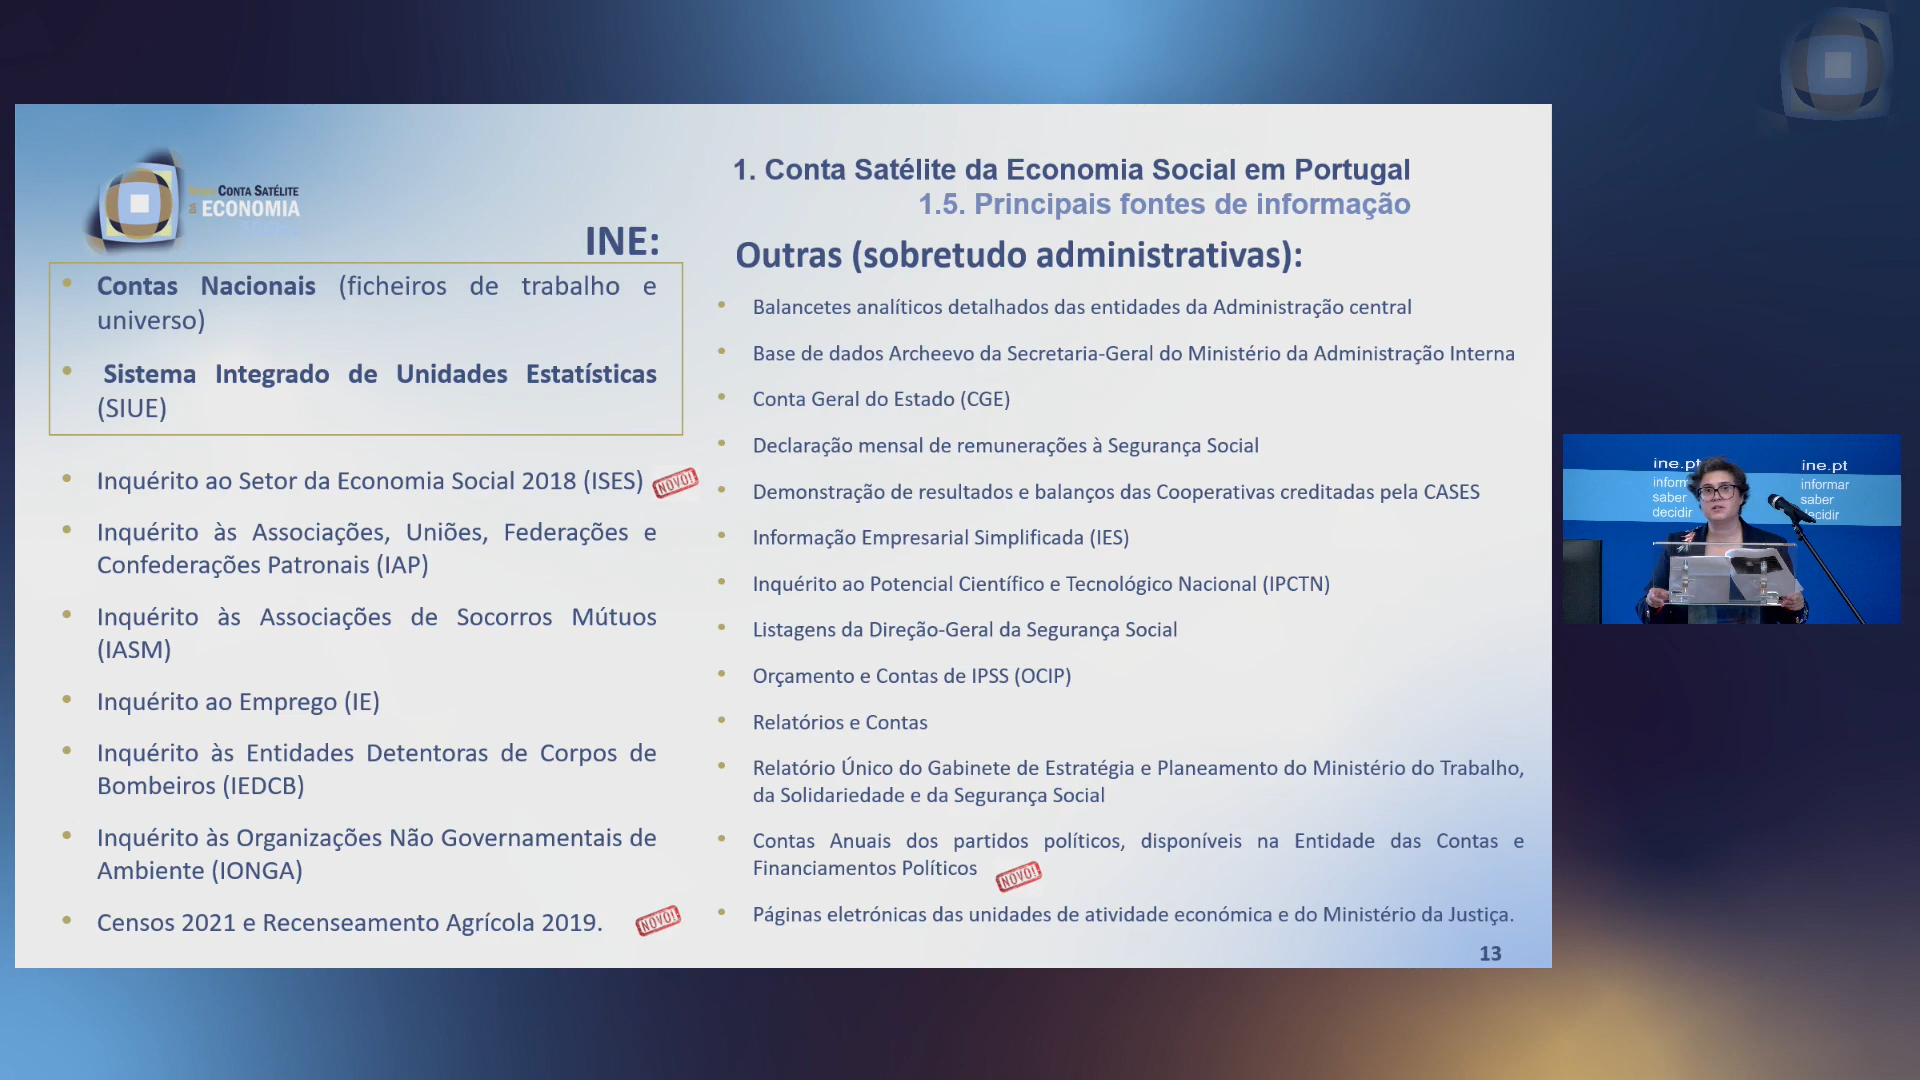 CONTA SATÉLITE
DA ECONOMIA
1. Conta Satélite da Economia Social em Portugal
1.5. Principais fontes de informação
INE:
• Contas Nacionais (ficheiros de trabalho e
universo)
• Sistema Integrado de Unidades Estatísticas
(SIUE)
• Inquérito ao Setor da Economia Social 2018 (ISES) NOVO!
• Inquérito às Associações, Uniões, Federações e
Confederações Patronais (IAP)
• Inquérito às Associações de Socorros Mútuos
(IASM)
• Inquérito ao Emprego (IE)
• Inquérito às Entidades Detentoras de Corpos de
Bombeiros (IEDCB)
• Inquérito às Organizações Não Governamentais de
Ambiente (IONGA)
• Censos 2021 e Recenseamento Agrícola 2019. NOVO!
Outras (sobretudo administrativas):
• Balancetes analíticos detalhados das entidades da Administração central
• Base de dados Archeevo da Secretaria-Geral do Ministério da Administração Interna
• Conta Geral do Estado (CGE)
• Declaração mensal de remunerações à Segurança Social
• Demonstração de resultados e balanços das Cooperativas creditadas pela CASES
• Informação Empresarial Simplificada (IES)
• Inquérito ao Potencial Científico e Tecnológico Nacional (IPCTN)
• Listagens da Direção-Geral da Segurança Social
• Orçamento e Contas de IPSS (OCIP)
• Relatórios e Contas
• Relatório Único do Gabinete de Estratégia e Planeamento do Ministério do Trabalho,
da Solidariedade e da Segurança Social
• Contas Anuais dos partidos políticos, disponíveis na Entidade das Contas e
Financiamentos Políticos NOVO!
• Páginas eletrónicas das unidades de atividade económica e do Ministério da Justiça.
13
ine.pt
inform
saber
decidir
ine.pt
informar
saber
ecidir